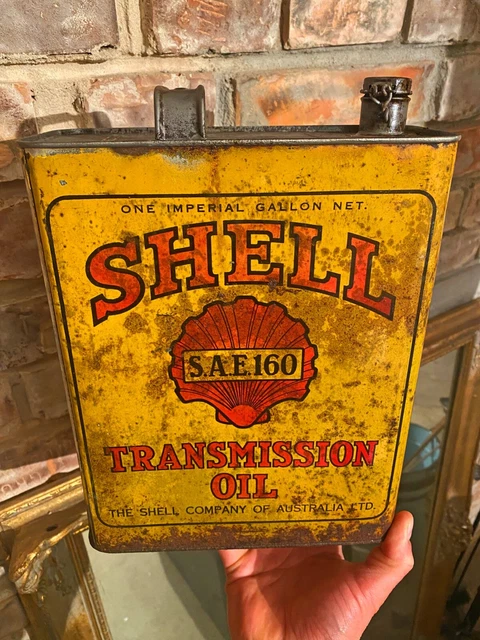 ONE IMPERIAL GALLON NET.
SHELL
S.A.E.160
TRANSMISSION
OIL
THE SHELL COMPANY OF AUSTRALIA LTD.